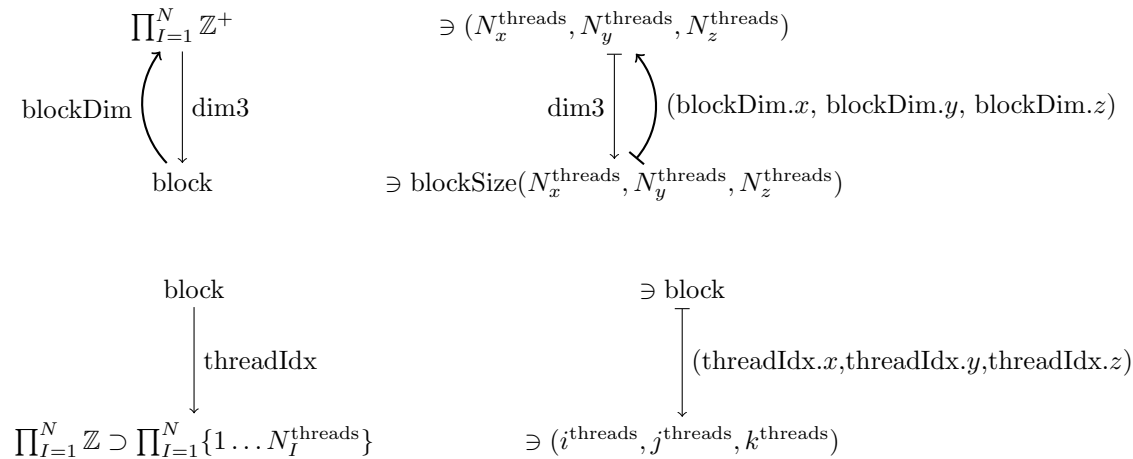 ∏_{I=1}^{N} ℤ⁺ ∋ (N_x^{threads}, N_y^{threads}, N_z^{threads})
blockDim dim3 dim3 (blockDim.x, blockDim.y, blockDim.z)
block ∋ blockSize(N_x^{threads}, N_y^{threads}, N_z^{threads})
block ∋ block
threadIdx (threadIdx.x,threadIdx.y,threadIdx.z)
∏_{I=1}^{N} ℤ ⊃ ∏_{I=1}^{N} {1…N_I^{threads}} ∋ (i^{threads}, j^{threads}, k^{threads})